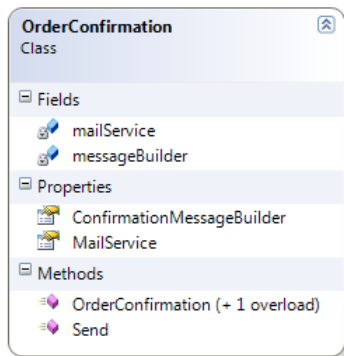 OrderConfirmation
Class
Fields
mailService
messageBuilder
Properties
ConfirmationMessageBuilder
MailService
Methods
OrderConfirmation (+ 1 overload)
Send